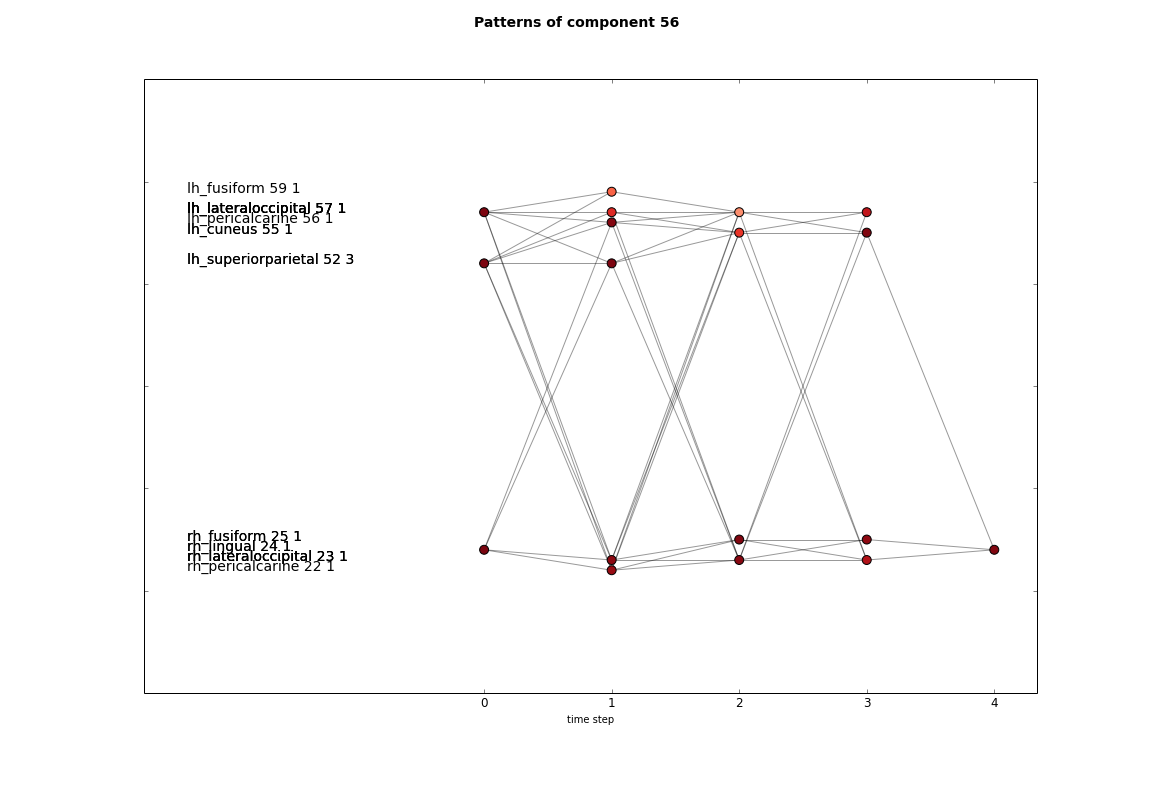 Patterns of component 56
lh_fusiform 59 1
lh_lateraloccipital 57 1
lh_pericalcarine 56 1
lh_cuneus 55 1
lh_superiorparietal 52 3
rh_fusiform 25 1
rh_lingual 24 1
rh_lateraloccipital 23 1
rh_pericalcarine 22 1
0 1 2 3 4
time step